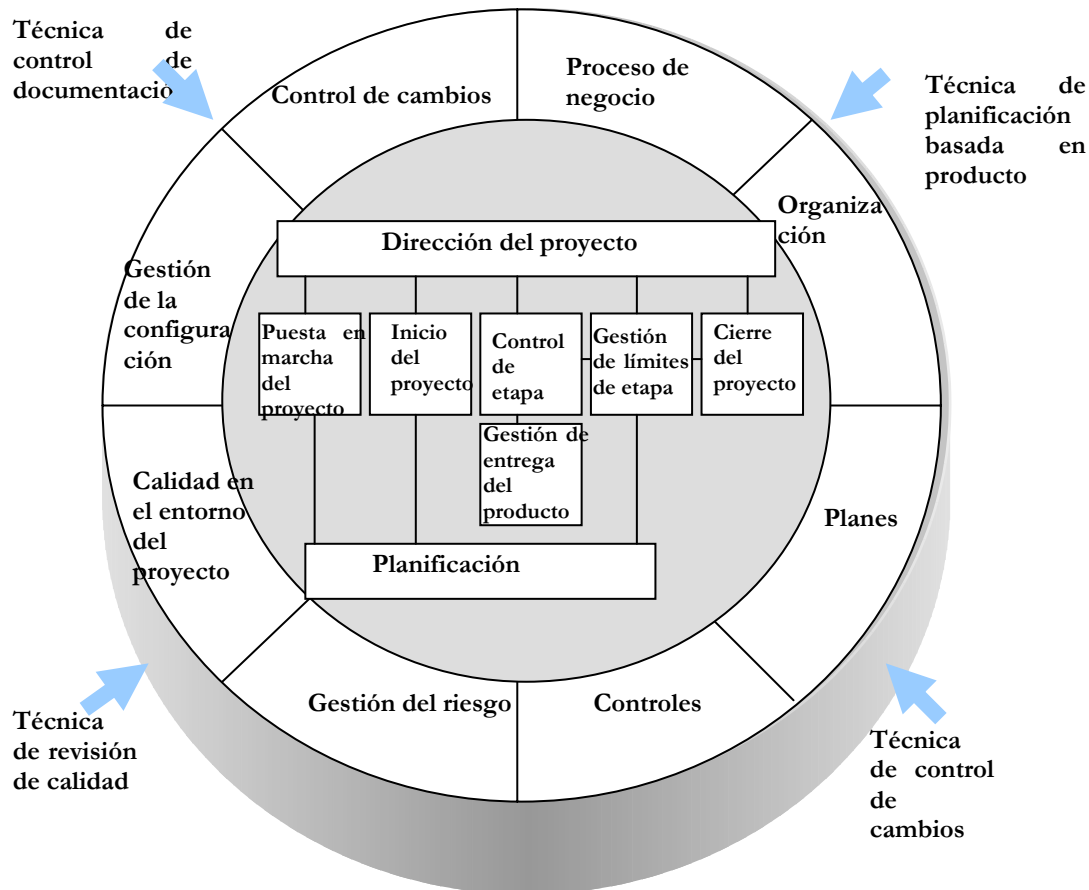 Técnica de
control de
documentació
Control de cambios
Proceso de
negocio
Técnica de
planificación
basada en
producto
Organiza
ción
Dirección del proyecto
Gestión
de la
configura
ción
Puesta en
marcha
del
proyecto
Inicio
del
proyecto
Control
de
etapa
Gestión
de límites
de etapa
Cierre
del
proyecto
Gestión de
entrega
del
producto
Calidad en
el entorno
del
proyecto
Planes
Planificación
Gestión del riesgo
Controles
Técnica
de revisión
de calidad
Técnica
de control
de
cambios